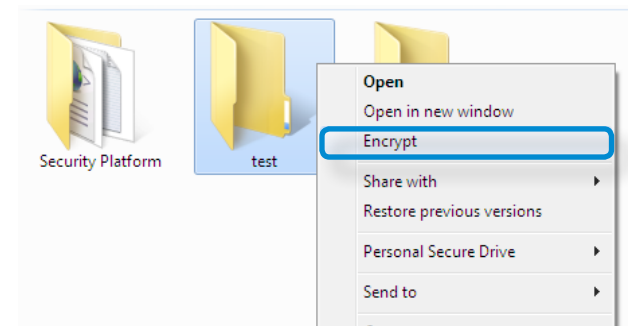 Security Platform
test
Open
Open in new window
Encrypt
Share with
Restore previous versions
Personal Secure Drive
Send to